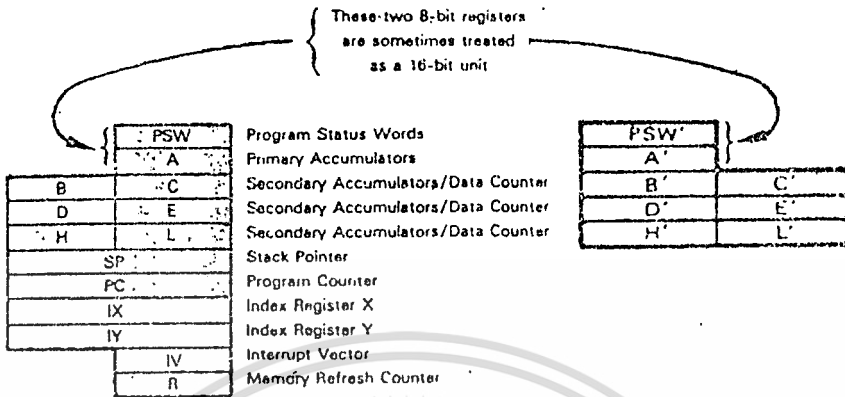 These two 8-bit registers
are sometimes treated
as a 16-bit unit
PSW Program Status Words PSW'
A Primary Accumulators A'
B C Secondary Accumulators/Data Counter B' C'
D E Secondary Accumulators/Data Counter D' E'
H L Secondary Accumulators/Data Counter H' L'
SP Stack Pointer
PC Program Counter
IX Index Register X
IY Index Register Y
IV Interrupt Vector
R Memory Refresh Counter